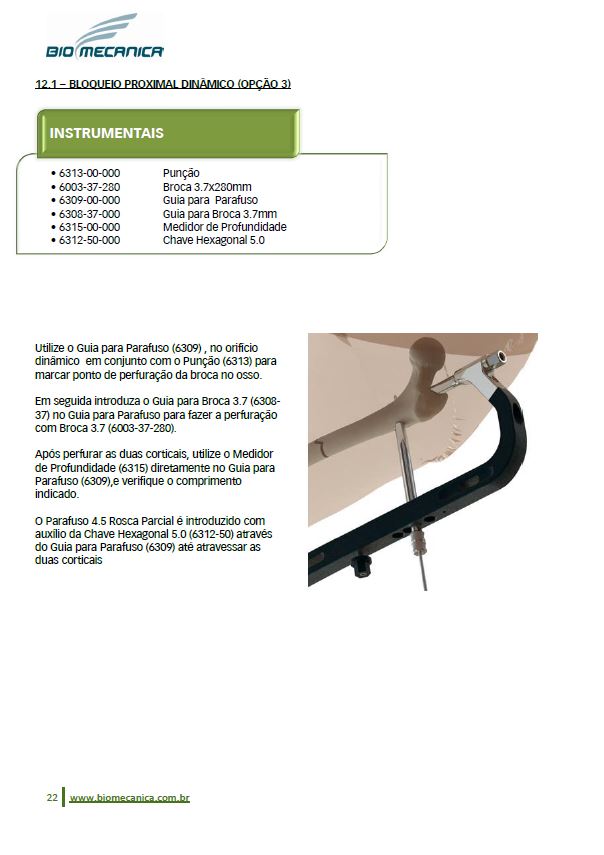 BIOMECANICA
12.1 – BLOQUEIO PROXIMAL DINÂMICO (OPÇÃO 3)
INSTRUMENTAIS
• 6313-00-000 Punção
• 6003-37-280 Broca 3.7x280mm
• 6309-00-000 Guia para Parafuso
• 6308-37-000 Guia para Broca 3.7mm
• 6315-00-000 Medidor de Profundidade
• 6312-50-000 Chave Hexagonal 5.0
Utilize o Guia para Parafuso (6309) , no orifício
dinâmico em conjunto com o Punção (6313) para
marcar ponto de perfuração da broca no osso.
Em seguida introduza o Guia para Broca 3.7 (6308-
37) no Guia para Parafuso para fazer a perfuração
com Broca 3.7 (6003-37-280).
Após perfurar as duas corticais, utilize o Medidor
de Profundidade (6315) diretamente no Guia para
Parafuso (6309),e verifique o comprimento
indicado.
O Parafuso 4.5 Rosca Parcial é introduzido com
auxílio da Chave Hexagonal 5.0 (6312-50) através
do Guia para Parafuso (6309) até atravessar as
duas corticais
22 www.biomecanica.com.br